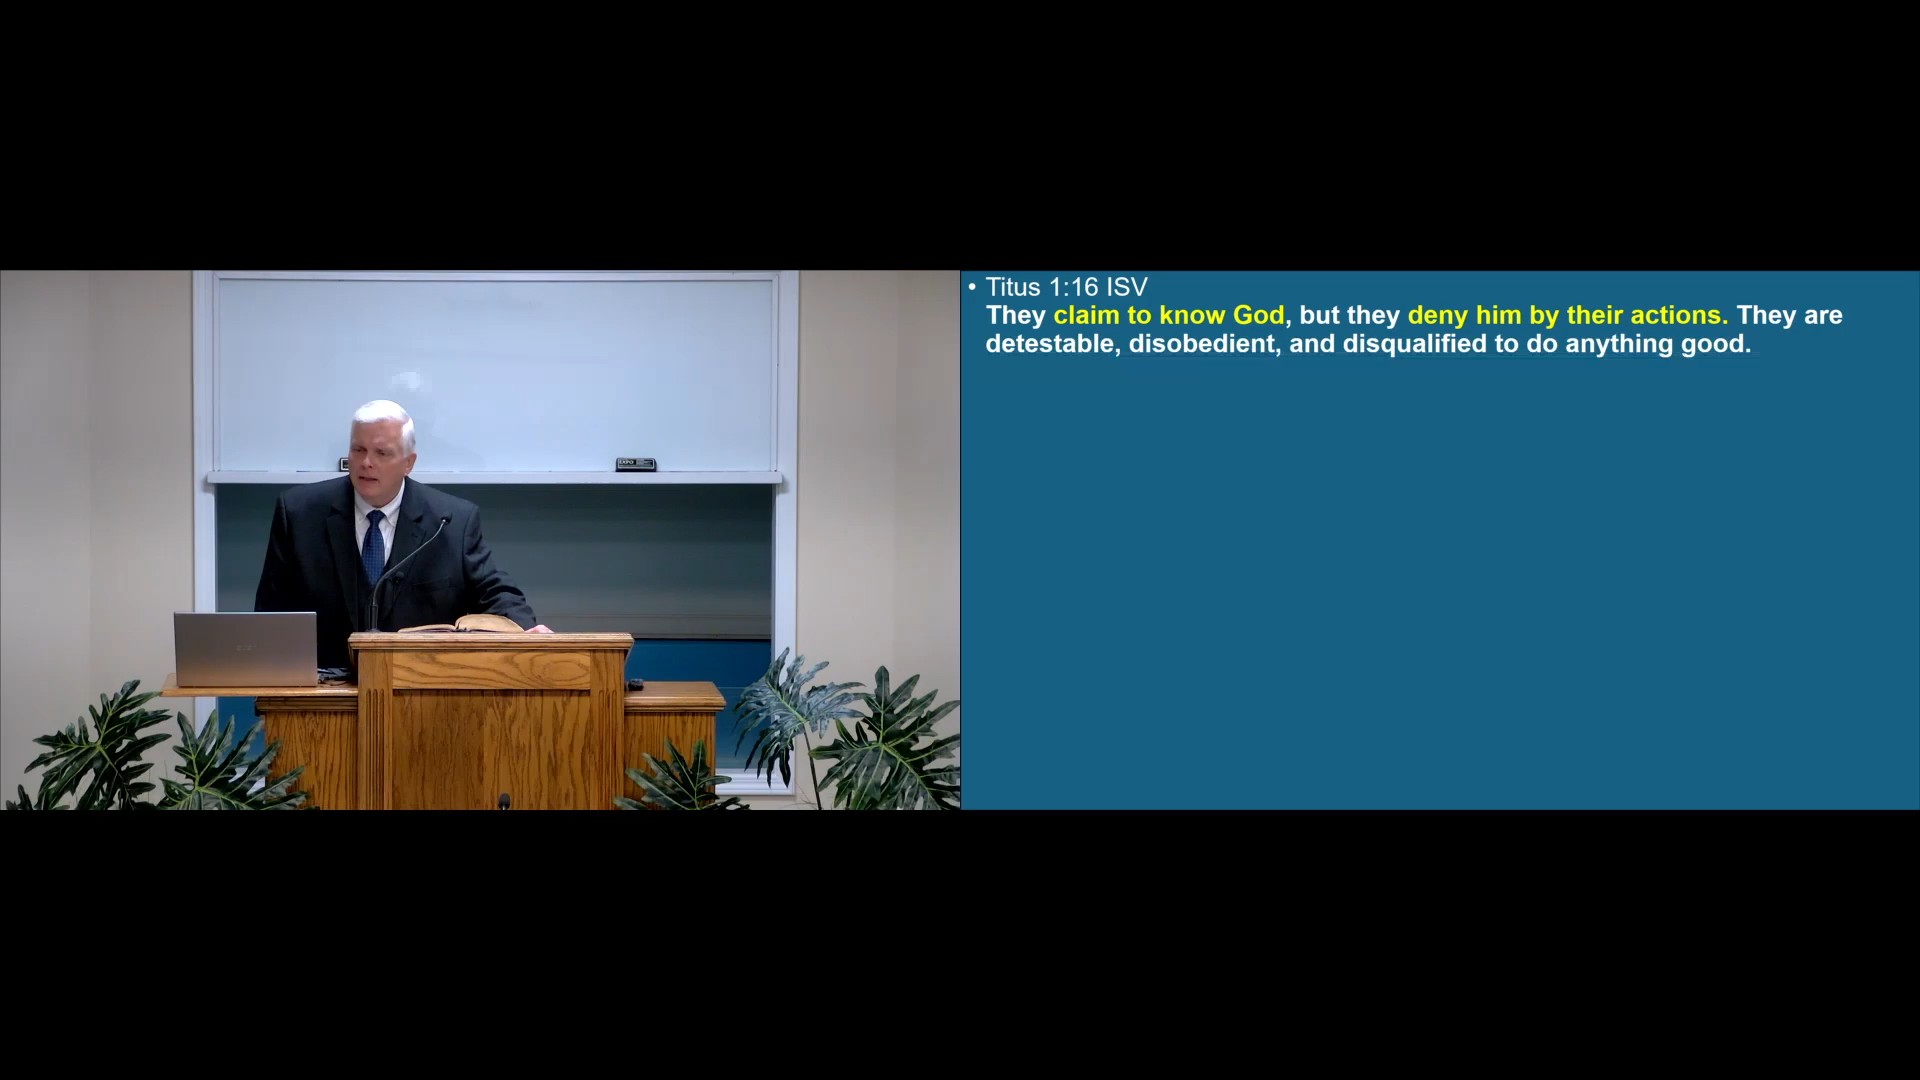 • Titus 1:16 ISV
They claim to know God, but they deny him by their actions. They are
detestable, disobedient, and disqualified to do anything good.
EXPO